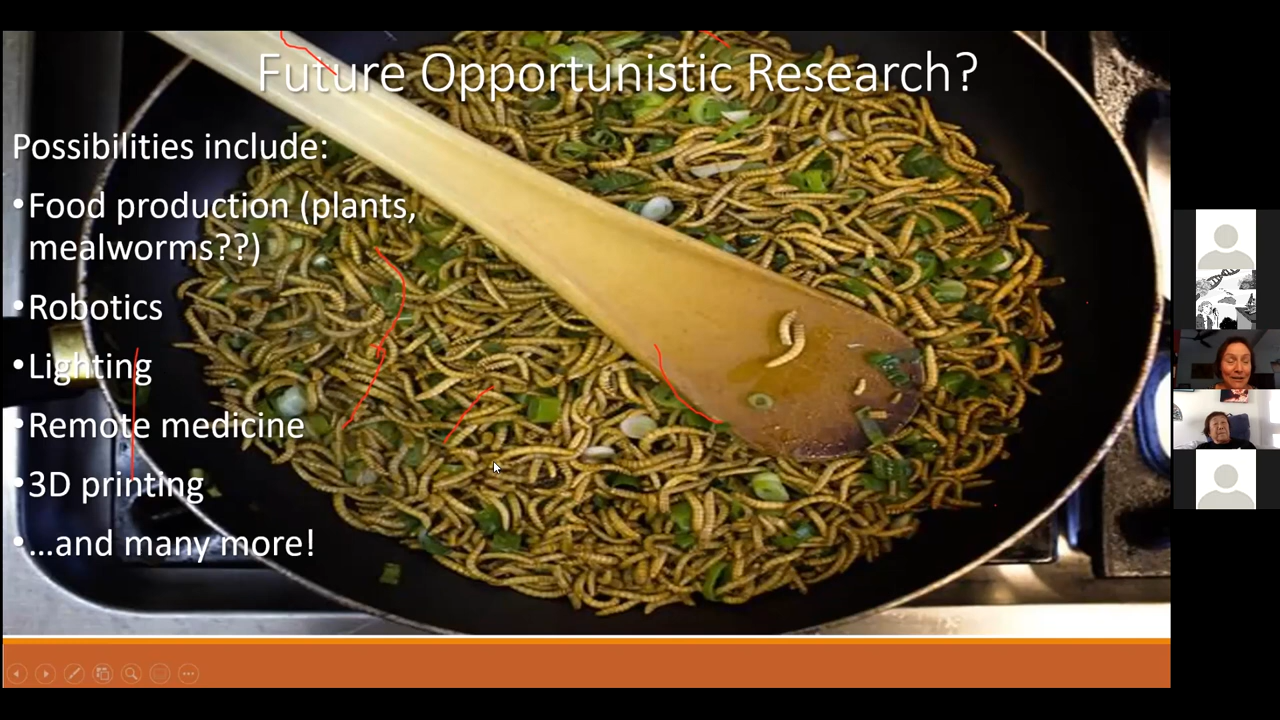 Future Opportunistic Research?
Possibilities include:
•Food production (plants,
mealworms??)
•Robotics
•Lighting
•Remote medicine
•3D printing
•...and many more!